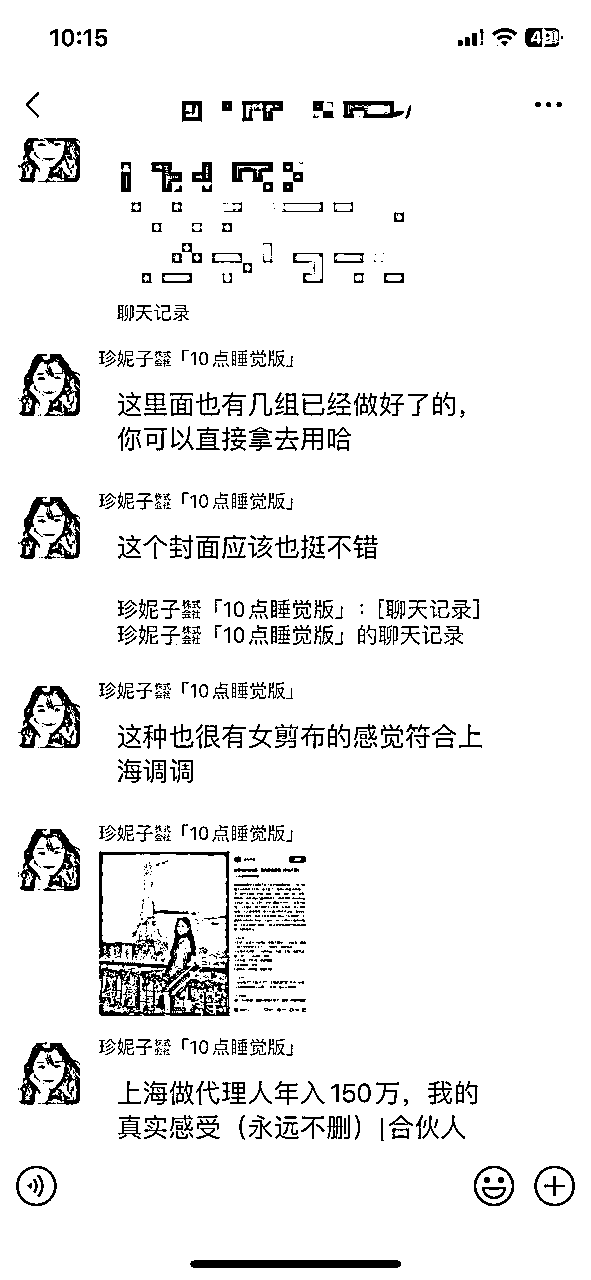 10:15
聊天记录
珍妮子「10点睡觉版」
这里面也有几组已经做好了的,
你可以直接拿去用哈
珍妮子「10点睡觉版」
这个封面应该也挺不错
珍妮子「10点睡觉版」:[聊天记录]
珍妮子「10点睡觉版」的聊天记录
珍妮子「10点睡觉版」
这种也很有女剪布的感觉符合上
海调调
珍妮子「10点睡觉版」
珍妮子「10点睡觉版」
上海做代理人年入150万，我的
真实感受（永远不删）|合伙人